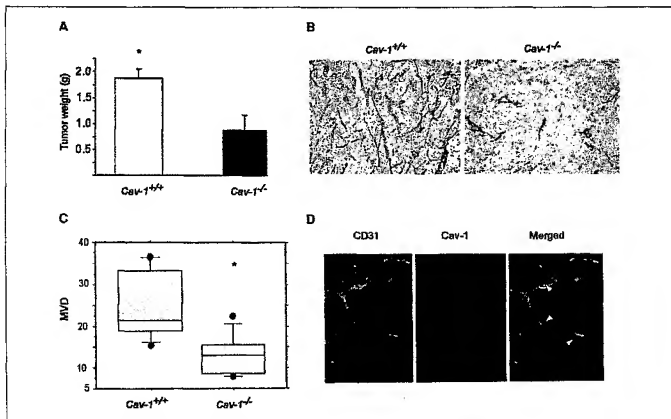 A
*
2.0
1.5
1.0
0.5
Tumor weight (g)
Cav-1+/+
Cav-1-/-
B
Cav-1+/+
Cav-1-/-
C
40
30
20
10
5
MVD
*
Cav-1+/+
Cav-1-/-
D
CD31
Cav-1
Merged